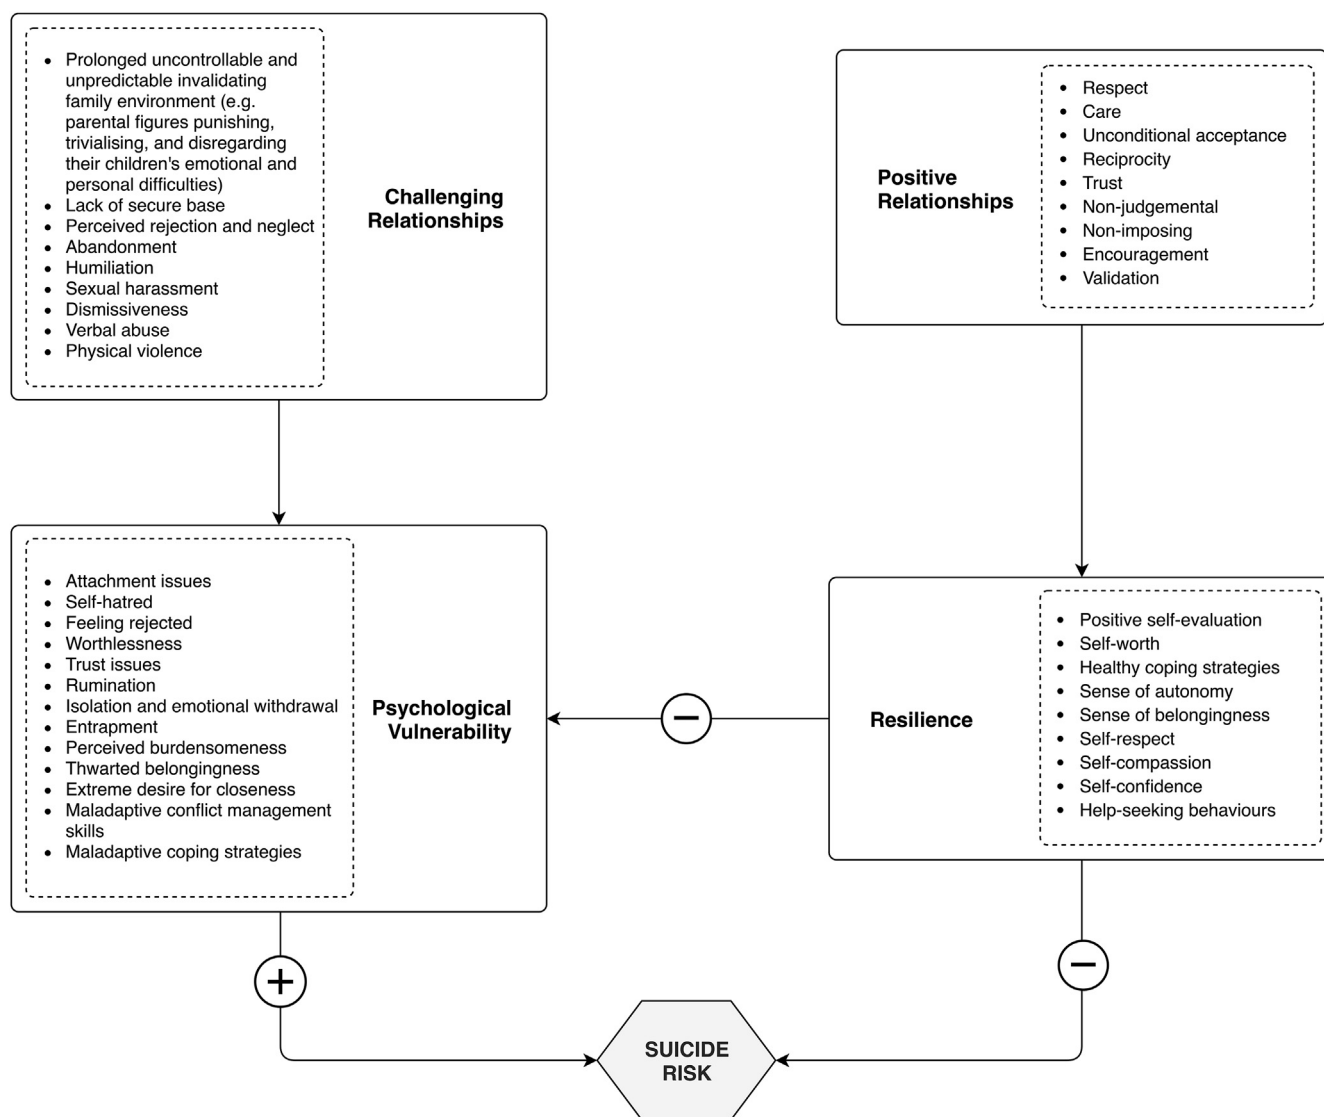 • Prolonged uncontrollable and
unpredictable invalidating
family environment (e.g.
parental figures punishing,
trivialising, and disregarding
their children's emotional and
personal difficulties)
• Lack of secure base
• Perceived rejection and neglect
• Abandonment
• Humiliation
• Sexual harassment
• Dismissiveness
• Verbal abuse
• Physical violence
Challenging
Relationships
Positive
Relationships
• Respect
• Care
• Unconditional acceptance
• Reciprocity
• Trust
• Non-judgemental
• Non-imposing
• Encouragement
• Validation
• Attachment issues
• Self-hatred
• Feeling rejected
• Worthlessness
• Trust issues
• Rumination
• Isolation and emotional withdrawal
• Entrapment
• Perceived burdensomeness
• Thwarted belongingness
• Extreme desire for closeness
• Maladaptive conflict management
skills
• Maladaptive coping strategies
Psychological
Vulnerability
−
Resilience
• Positive self-evaluation
• Self-worth
• Healthy coping strategies
• Sense of autonomy
• Sense of belongingness
• Self-respect
• Self-compassion
• Self-confidence
• Help-seeking behaviours
+
−
SUICIDE
RISK